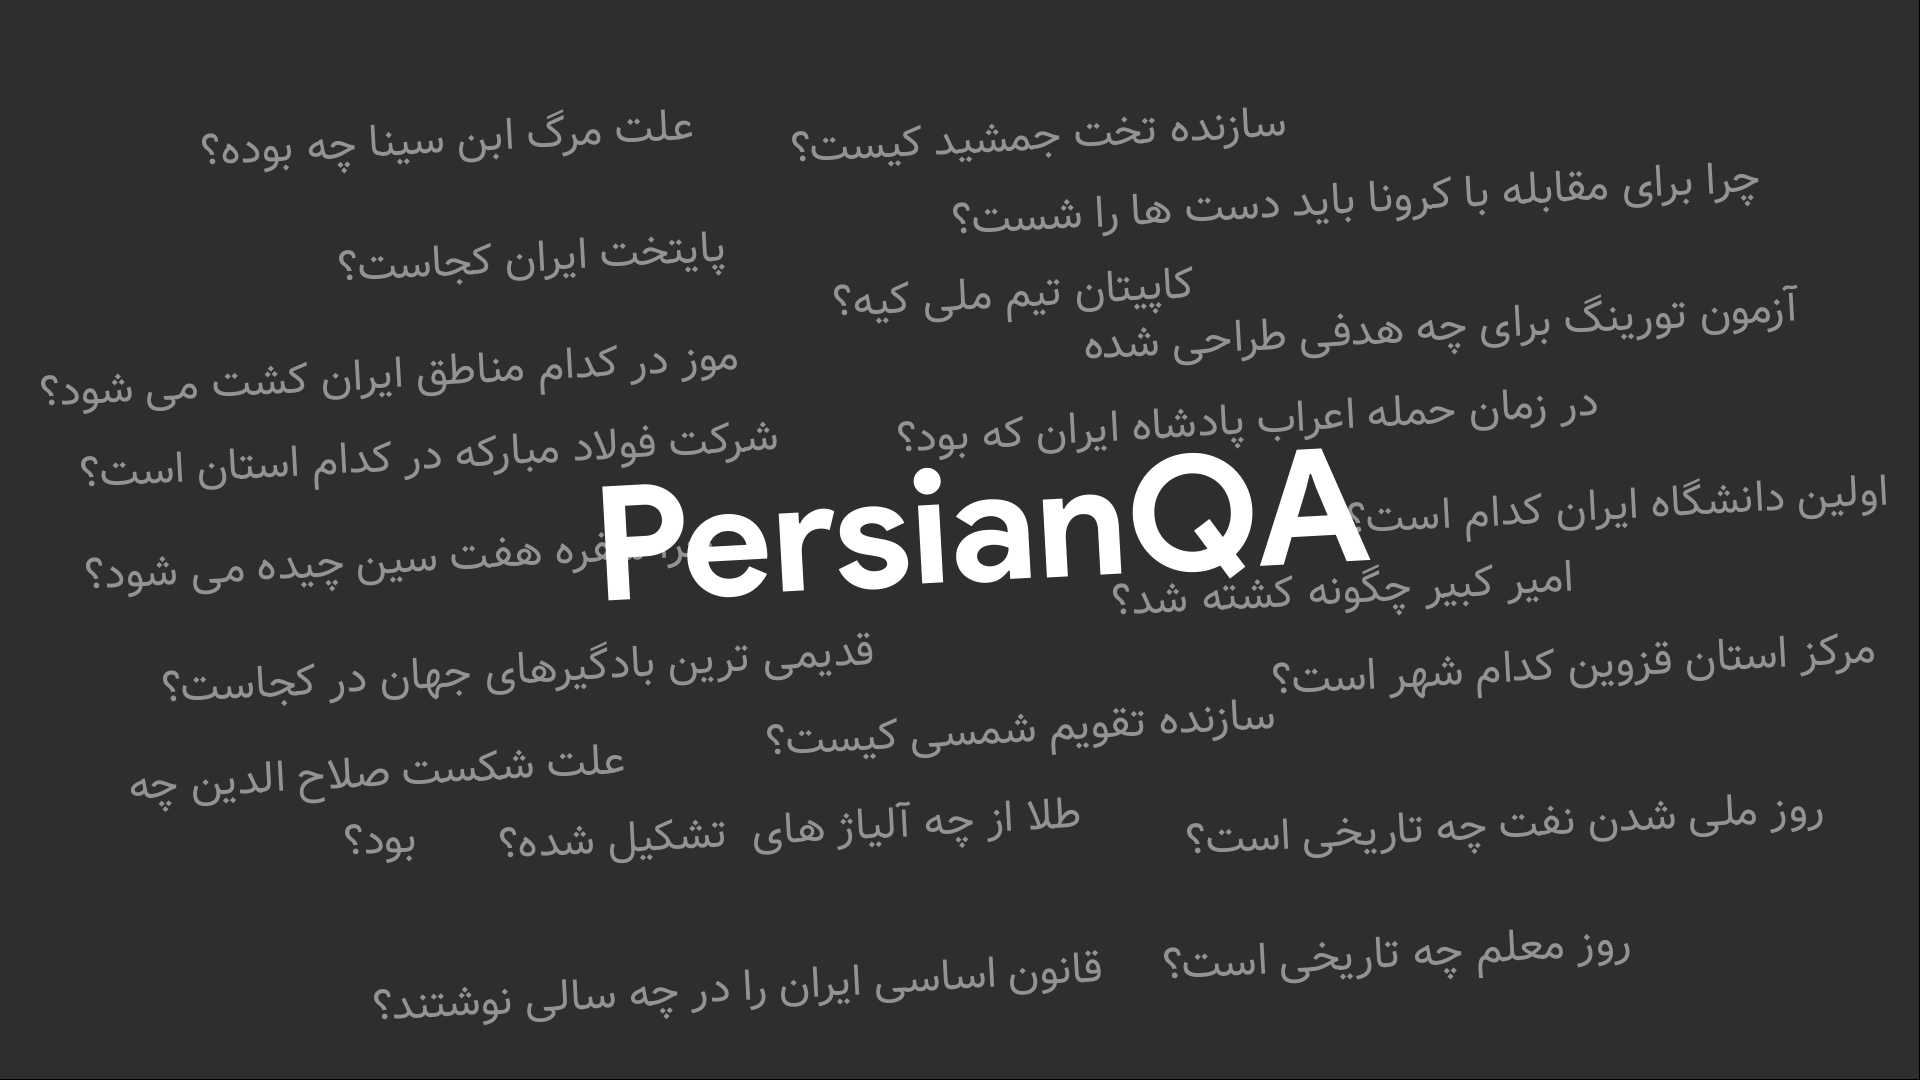 علت مرگ ابن سینا چه بوده؟
سازنده تخت جمشید کیست؟
چرا برای مقابله با کرونا باید دست ها را شست؟
پایتخت ایران کجاست؟
کاپیتان تیم ملی کیه؟
آزمون تورینگ برای چه هدفی طراحی شده
موز در کدام مناطق ایران کشت می شود؟
در زمان حمله اعراب پادشاه ایران که بود؟
شرکت فولاد مبارکه در کدام استان است؟
PersianQA
اولین دانشگاه ایران کدام است؟
هفت سین چیده می شود؟
امیر کبیر چگونه کشته شد؟
قدیمی ترین بادگیرهای جهان در کجاست؟
مرکز استان قزوین کدام شهر است؟
سازنده تقویم شمسی کیست؟
علت شکست صلاح الدین چه
بود؟
طلا از چه آلیاژ های تشکیل شده؟
روز ملی شدن نفت چه تاریخی است؟
روز معلم چه تاریخی است؟
قانون اساسی ایران را در چه سالی نوشتند؟